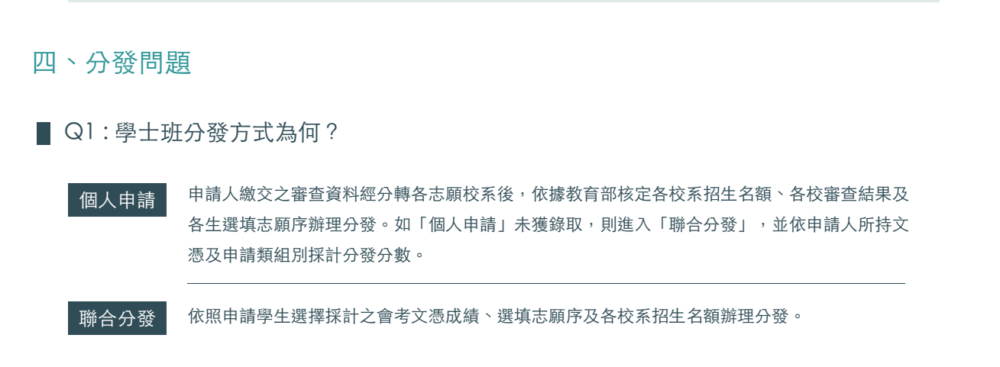 四、分發問題
Q1：學士班分發方式為何？
個人申請
申請人繳交之審查資料經分轉各志願校系後，依據教育部核定各校系招生名額、各校審查結果及
各生選填志願序辦理分發。如「個人申請」未獲錄取，則進入「聯合分發」，並依申請人所持文
憑及申請類組別採計分發分數。
聯合分發
依照申請學生選擇採計之會考文憑成績、選填志願序及各校系招生名額辦理分發。